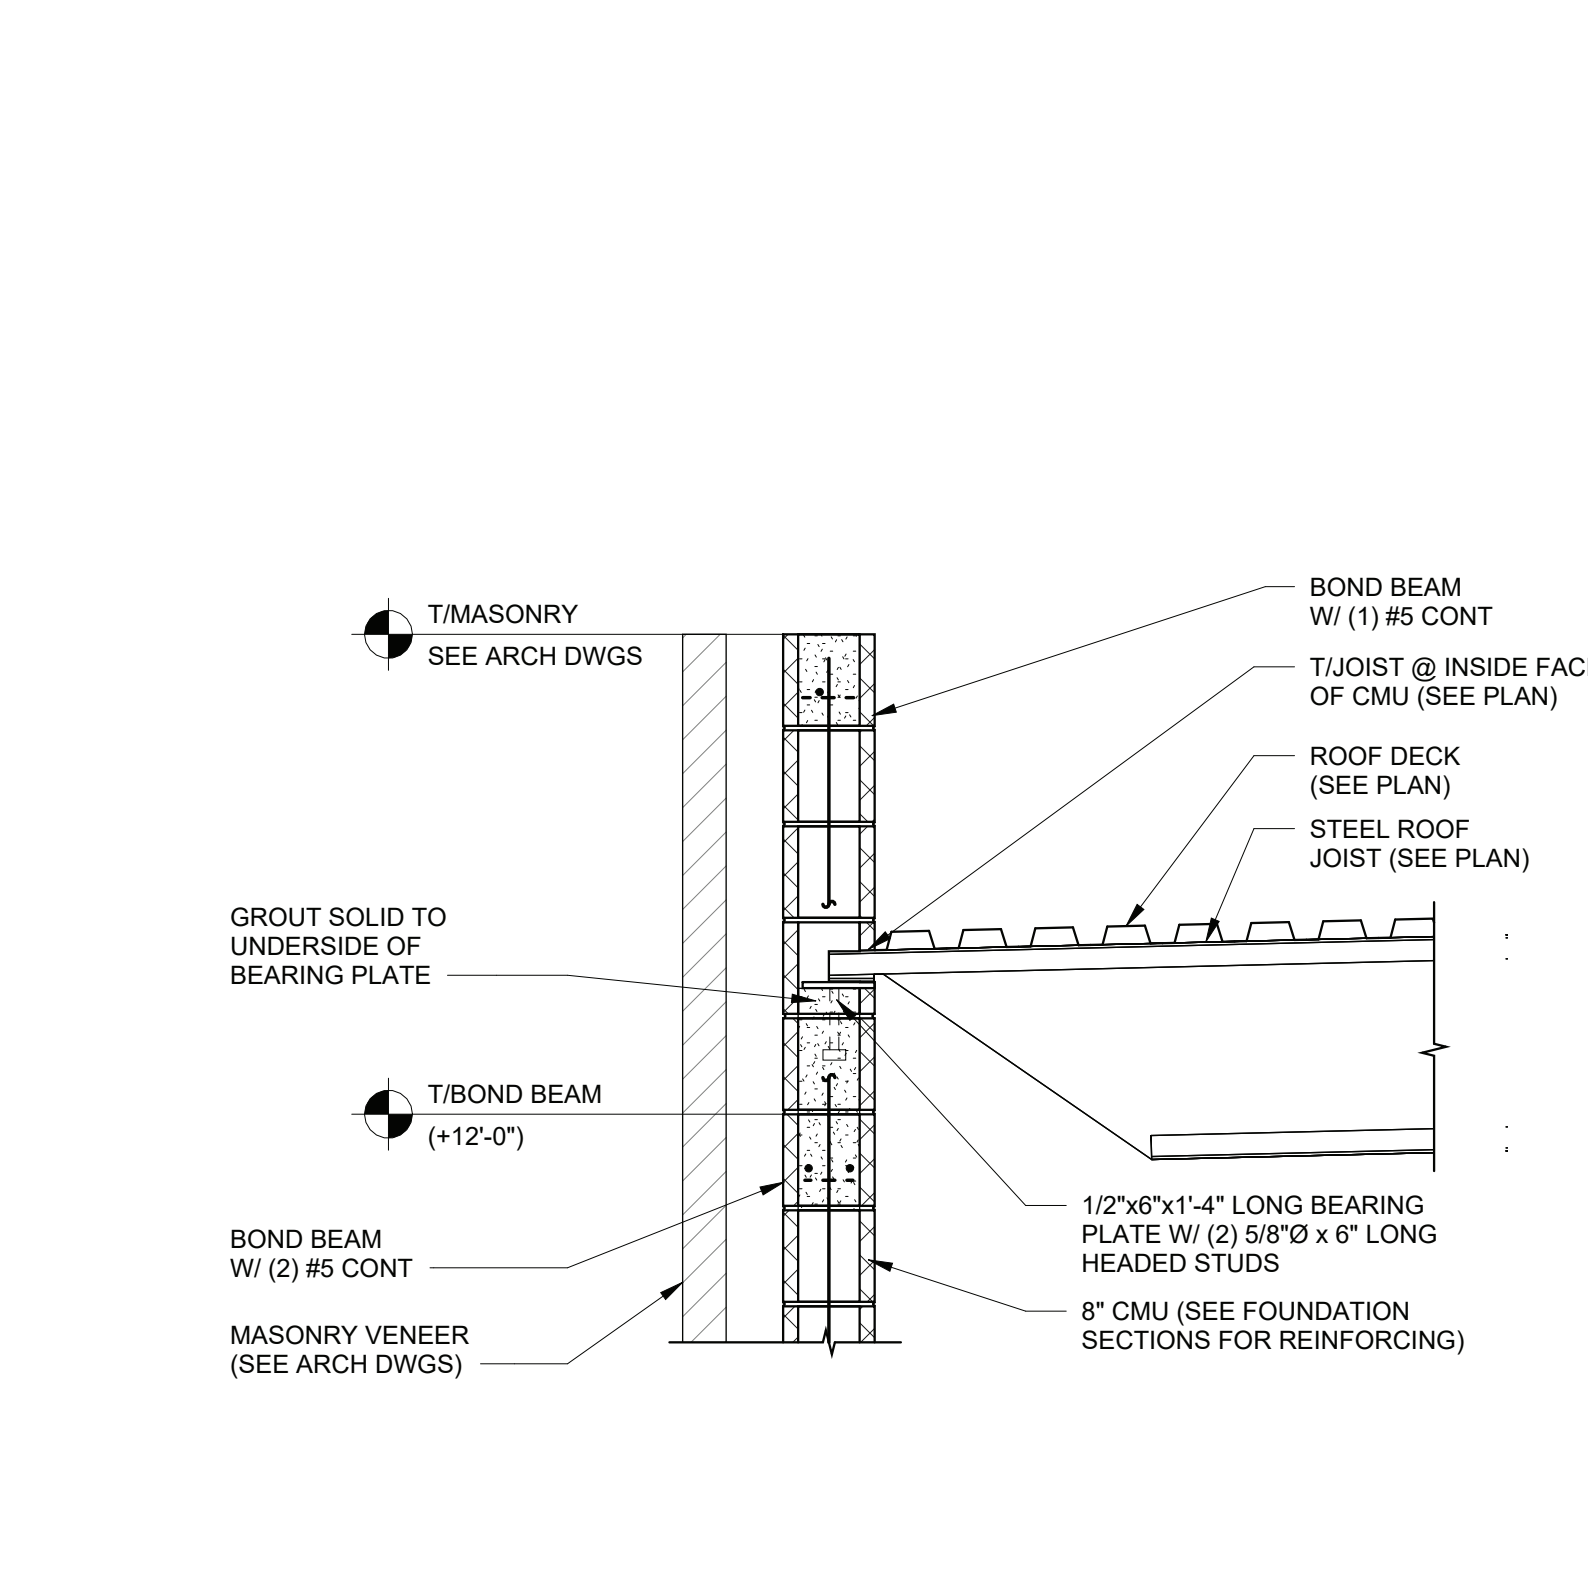 T/MASONRY
SEE ARCH DWGS
GROUT SOLID TO
UNDERSIDE OF
BEARING PLATE
T/BOND BEAM
(+12'-0")
BOND BEAM
W/ (2) #5 CONT
MASONRY VENEER
(SEE ARCH DWGS)
BOND BEAM
W/ (1) #5 CONT
T/JOIST @ INSIDE FAC
OF CMU (SEE PLAN)
ROOF DECK
(SEE PLAN)
STEEL ROOF
JOIST (SEE PLAN)
1/2"x6"x1'-4" LONG BEARING
PLATE W/ (2) 5/8"Ø x 6" LONG
HEADED STUDS
8" CMU (SEE FOUNDATION
SECTIONS FOR REINFORCING)